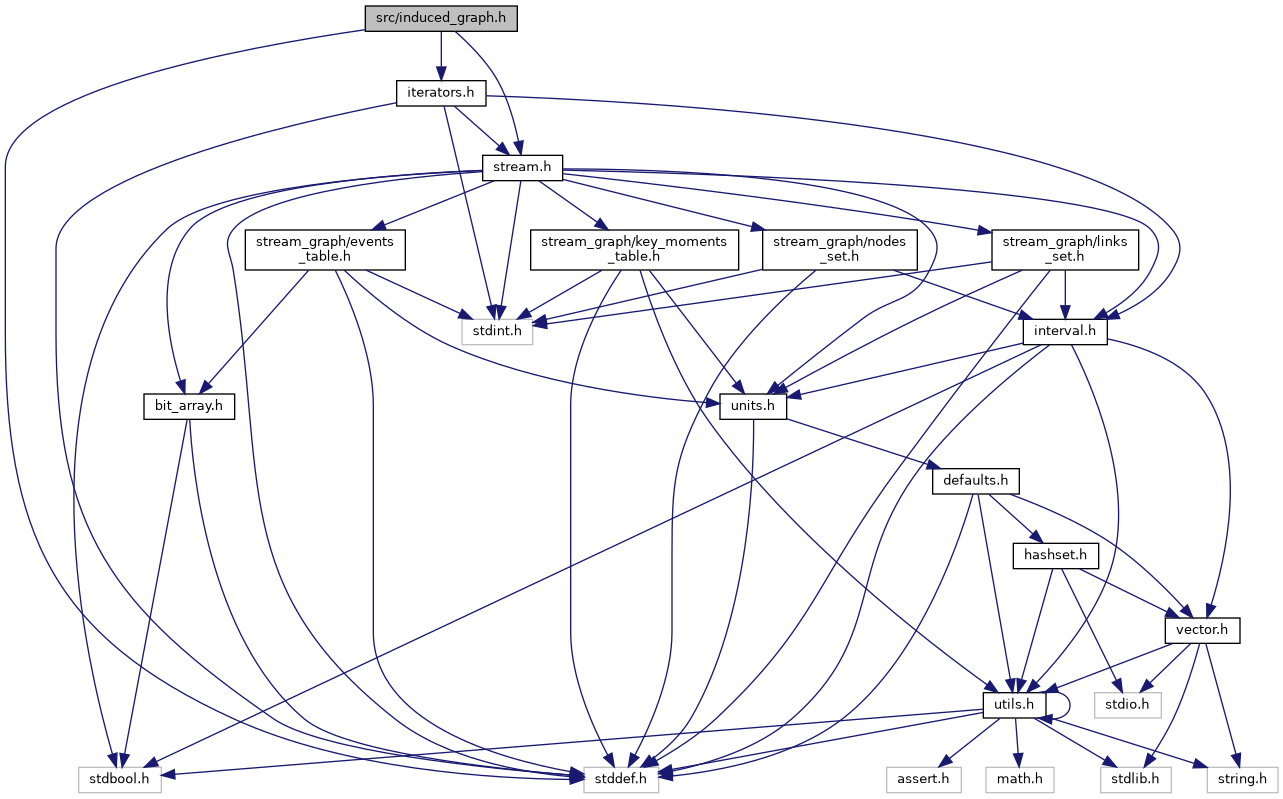 src/induced_graph.h
iterators.h
stream.h
stream_graph/events
_table.h
stream_graph/key_moments
_table.h
stream_graph/nodes
_set.h
stream_graph/links
_set.h
stdint.h
interval.h
bit_array.h
units.h
defaults.h
hashset.h
vector.h
utils.h
stdio.h
stdbool.h
stddef.h
assert.h
math.h
stdlib.h
string.h